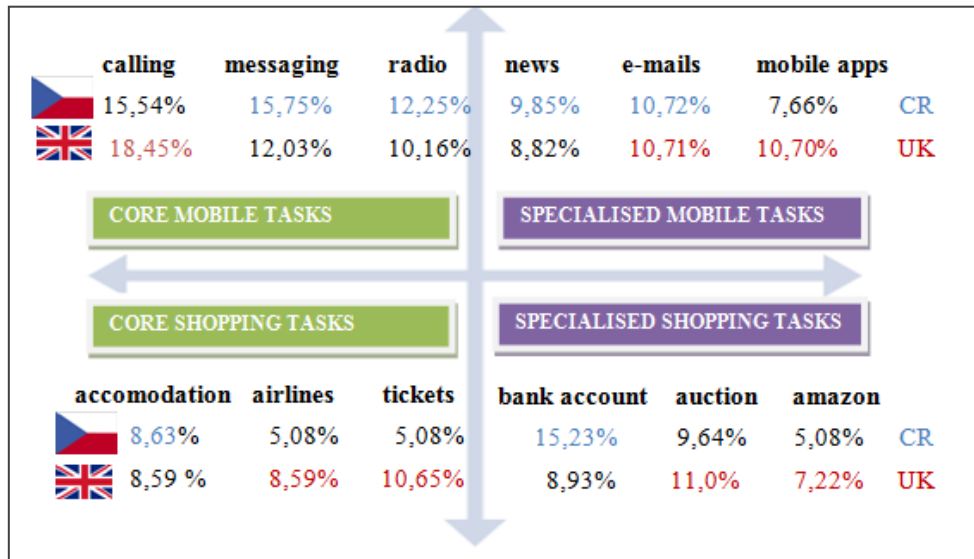 calling messaging radio news e-mails mobile apps
15,54% 15,75% 12,25% 9,85% 10,72% 7,66% CR
18,45% 12,03% 10,16% 8,82% 10,71% 10,70% UK
CORE MOBILE TASKS SPECIALISED MOBILE TASKS
CORE SHOPPING TASKS SPECIALISED SHOPPING TASKS
accomodation airlines tickets bank account auction amazon
8,63% 5,08% 5,08% 15,23% 9,64% 5,08% CR
8,59 % 8,59% 10,65% 8,93% 11,0% 7,22% UK